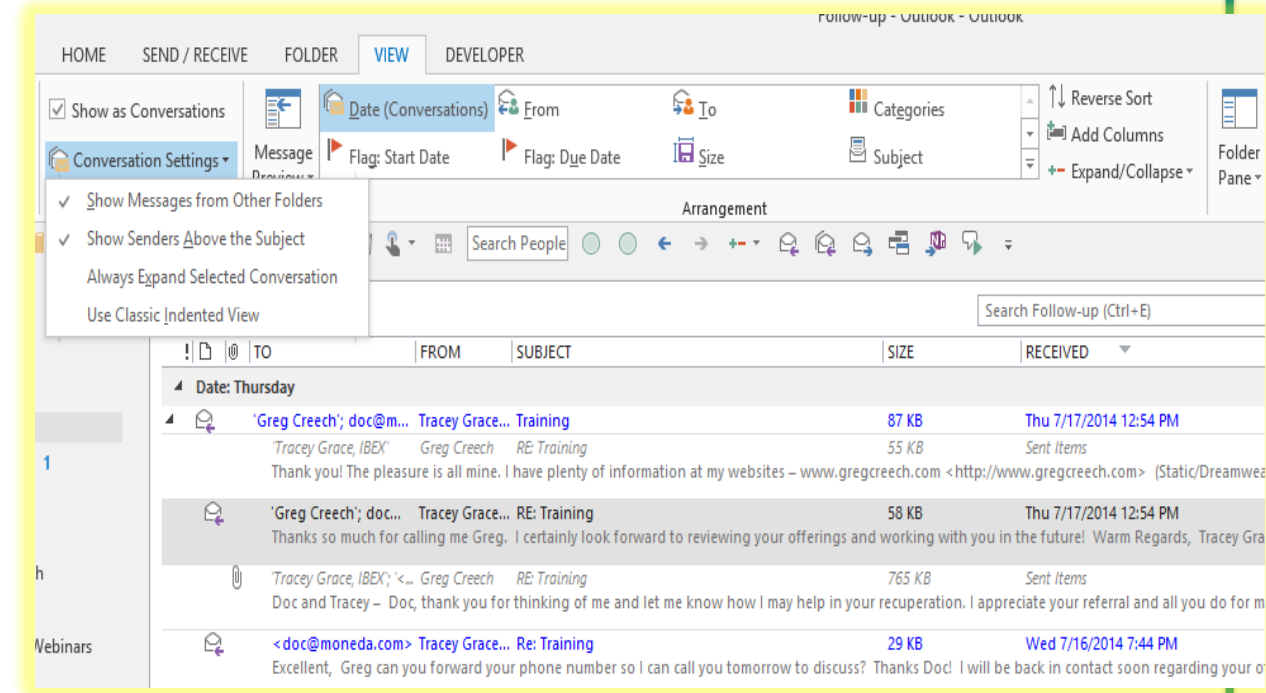 Follow-up - Outlook - Outlook
HOME SEND / RECEIVE FOLDER VIEW DEVELOPER
Show as Conversations
Conversation Settings
Message
Preview
Date (Conversations) From To Categories
Flag: Start Date Flag: Due Date Size Subject
Reverse Sort
Add Columns
Expand/Collapse
Folder
Pane
Arrangement
Show Messages from Other Folders
Show Senders Above the Subject
Always Expand Selected Conversation
Use Classic Indented View
Search People
Search Follow-up (Ctrl+E)
! TO FROM SUBJECT SIZE RECEIVED
Date: Thursday
'Greg Creech'; doc@m... Tracey Grace... Training 87 KB Thu 7/17/2014 12:54 PM
'Tracey Grace, IBEX' Greg Creech RE: Training 55 KB Sent Items
1
Thank you! The pleasure is all mine. I have plenty of information at my websites – www.gregcreech.com <http://www.gregcreech.com> (Static/Dreamwea
'Greg Creech'; doc... Tracey Grace... RE: Training 58 KB Thu 7/17/2014 12:54 PM
Thanks so much for calling me Greg. I certainly look forward to reviewing your offerings and working with you in the future! Warm Regards, Tracey Gra
h
'Tracey Grace, IBEX'; '<... Greg Creech RE: Training 765 KB Sent Items
Doc and Tracey – Doc, thank you for thinking of me and let me know how I may help in your recuperation. I appreciate your referral and all you do for m
Webinars
<doc@moneda.com> Tracey Grace... Re: Training 29 KB Wed 7/16/2014 7:44 PM
Excellent, Greg can you forward your phone number so I can call you tomorrow to discuss? Thanks Doc! I will be back in contact soon regarding your